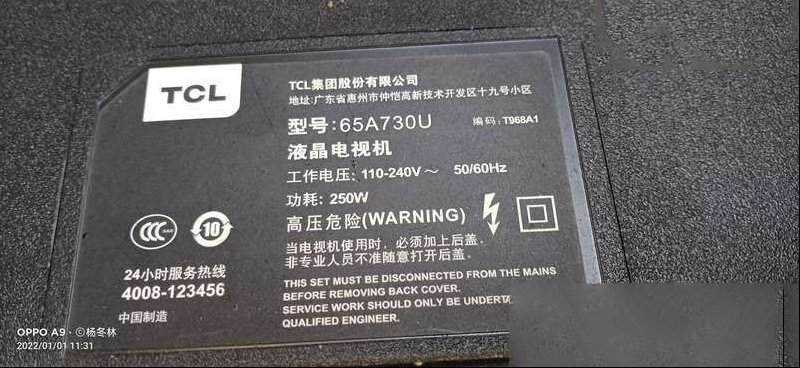 TCL
TCL集团股份有限公司
地址:广东省惠州市仲恺高新技术开发区十九号小区
型号:65A730U
编码:T968A1
液晶电视机
工作电压: 110-240V ~ 50/60Hz
功耗: 250W
高压危险(WARNING)
CCC
10
当电视机使用时, 必须加上后盖.
非专业人员不准随意打开后盖.
24小时服务热线
4008-123456
中国制造
THIS SET MUST BE DISCONNECTED FROM THE MAINS
BEFORE REMOVING BACK COVER.
SERVICE WORK SHOULD ONLY BE
QUALIFIED ENGINEER.
OPPO A9 · ©杨冬林
2022/01/01 11:31